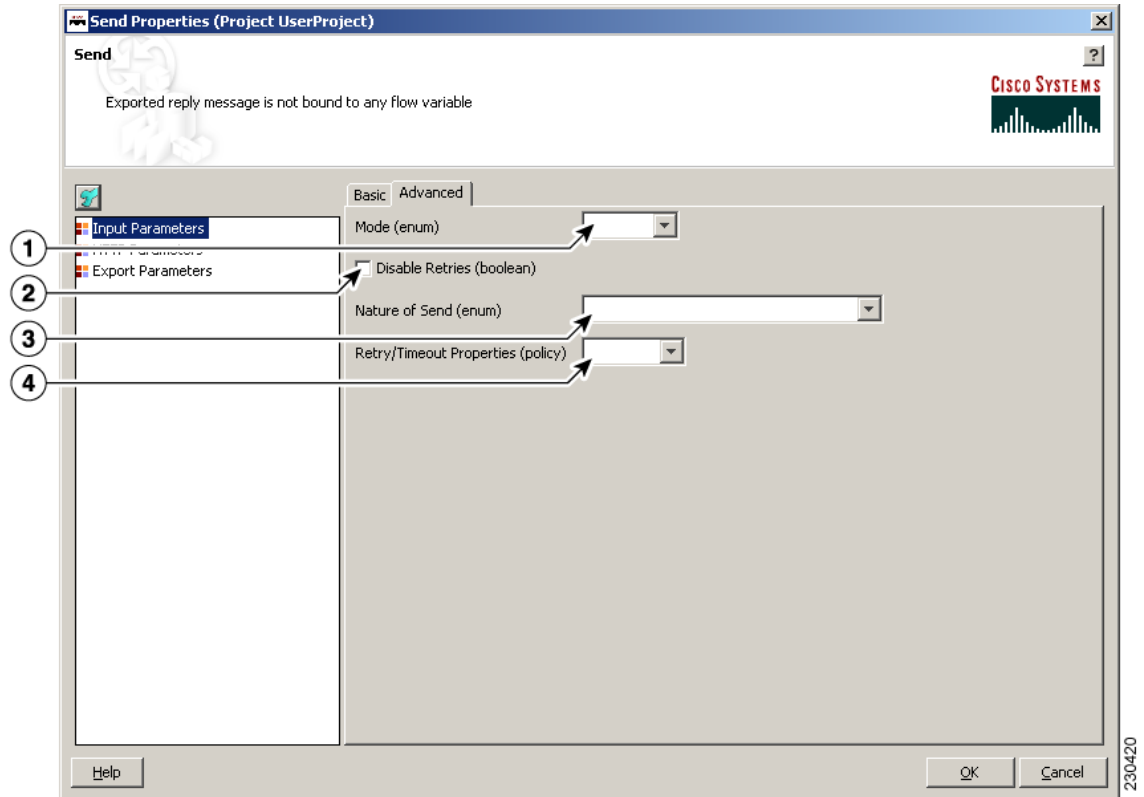 Send Properties (Project UserProject)
Send
?
Exported reply message is not bound to any flow variable
CISCO SYSTEMS
Basic
Advanced
Input Parameters
Export Parameters
Mode (enum)
Disable Retries (boolean)
Nature of Send (enum)
Retry/Timeout Properties (policy)
1
2
3
4
Help
OK
Cancel
230420